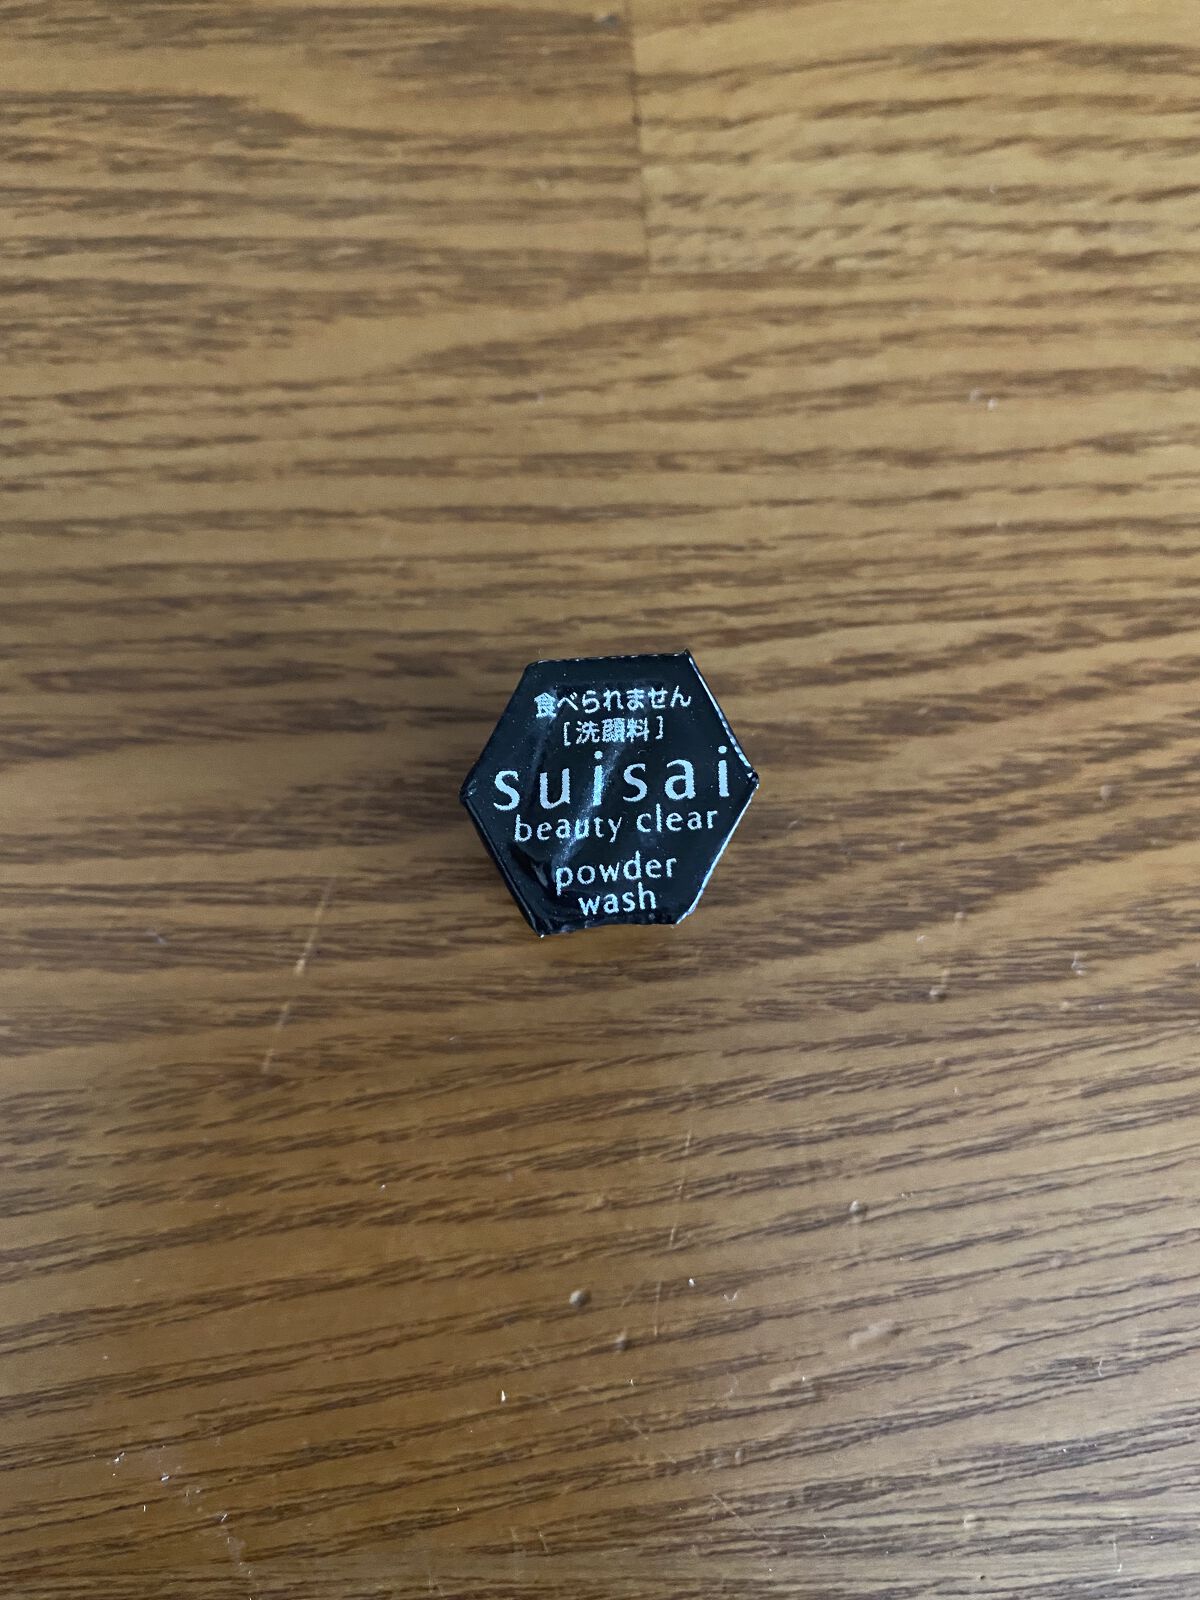 食べられません
[洗顔料]
suisai
beauty clear
powder
wash